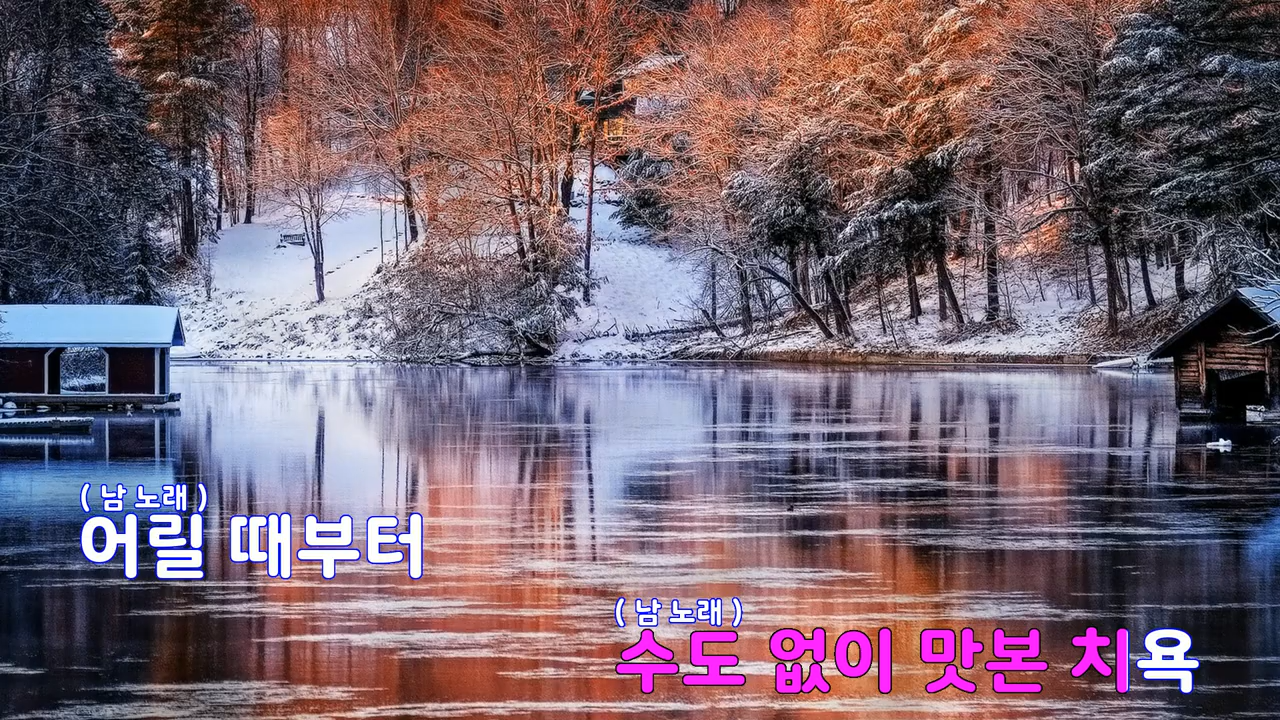 ( 남 노래 )
어릴 때부터
( 남 노래 )
수도 없이 맛본 치욕